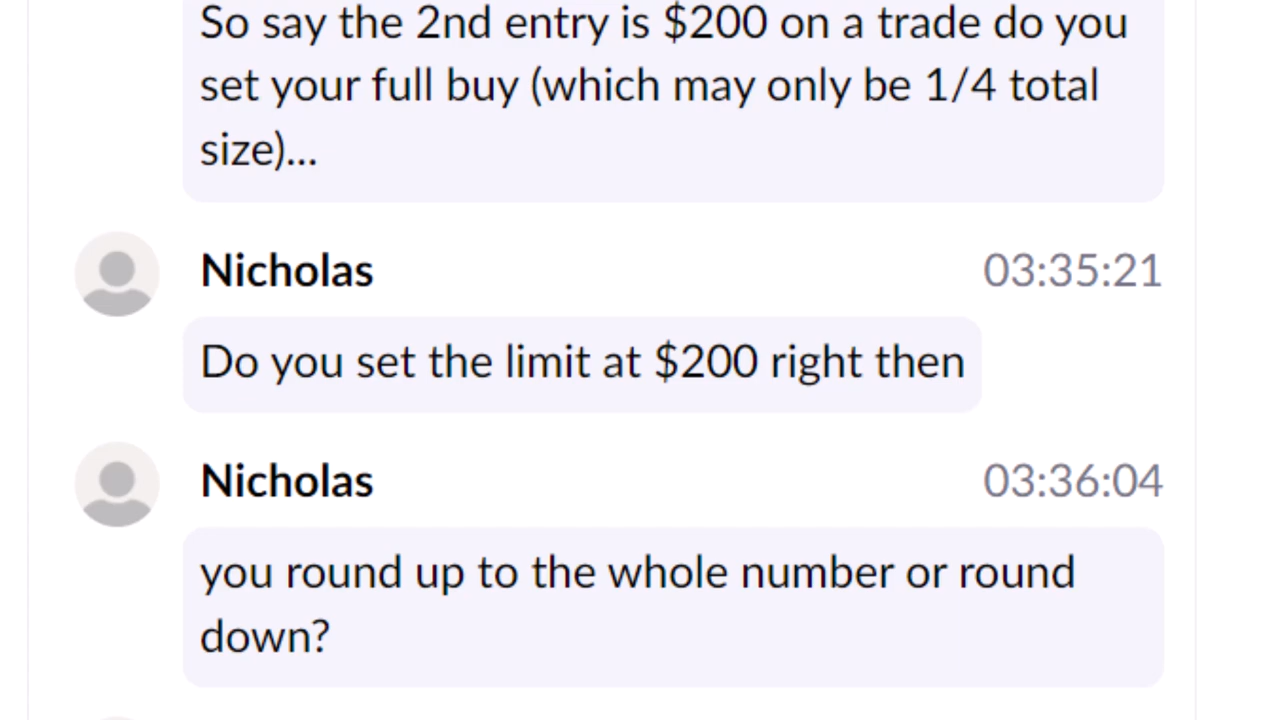 So say the 2nd entry is $200 on a trade do you
set your full buy (which may only be 1/4 total
size)...
Nicholas 03:35:21
Do you set the limit at $200 right then
Nicholas 03:36:04
you round up to the whole number or round
down?